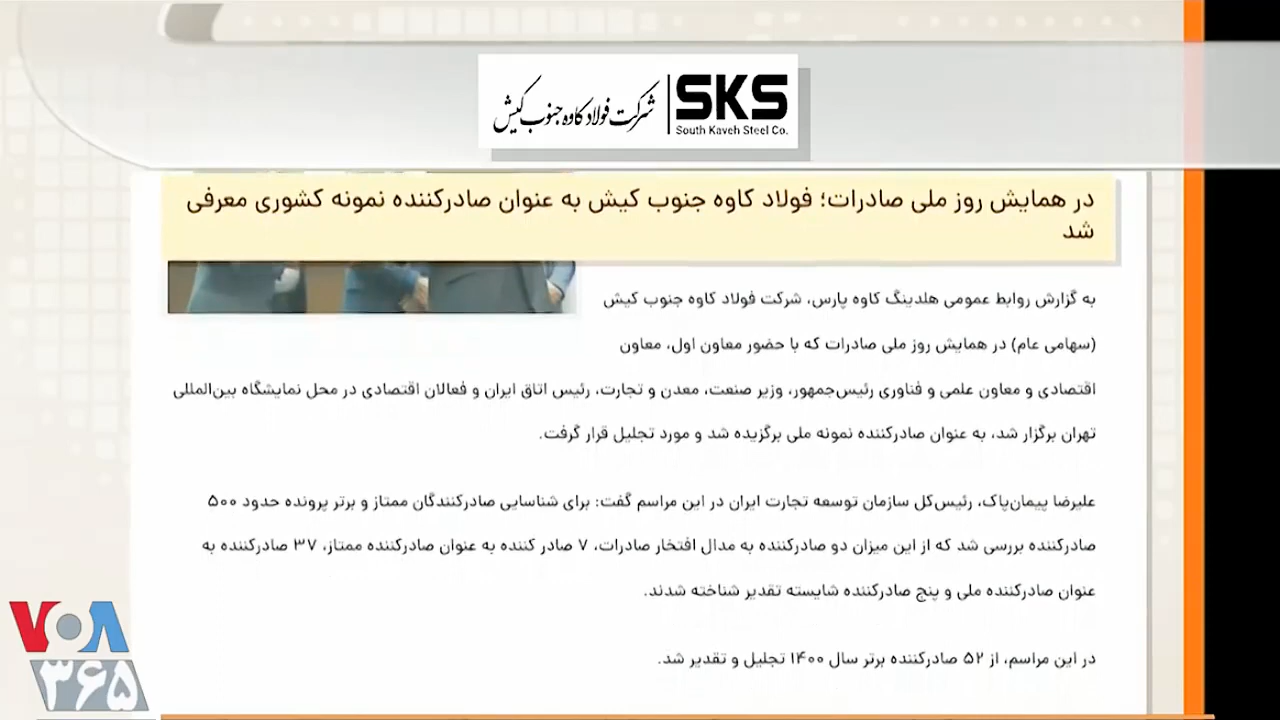 شرکت فولاد کاوه جنوب کیش
SKS
South Kaveh Steel Co.
در همایش روز ملی صادرات؛ فولاد کاوه جنوب کیش به عنوان صادرکننده نمونه کشوری معرفی
شد
به گزارش روابط عمومی هلدینگ کاوه پارس، شرکت فولاد کاوه جنوب کیش
(سهامی عام) در همایش روز ملی صادرات که با حضور معاون اول، معاون
اقتصادی و معاون علمی و فناوری رئیس‌جمهور، وزیر صنعت، معدن و تجارت، رئیس اتاق ایران و فعالان اقتصادی در محل نمایشگاه بین‌المللی
تهران برگزار شد، به عنوان صادرکننده نمونه ملی برگزیده شد و مورد تجلیل قرار گرفت.
علیرضا پیمان‌پاک، رئیس‌کل سازمان توسعه تجارت ایران در این مراسم گفت: برای شناسایی صادرکنندگان ممتاز و برتر پرونده حدود ۵۰۰
صادرکننده بررسی شد که از این میزان دو صادرکننده به مدال افتخار صادرات، ۷ صادر کننده به عنوان صادرکننده ممتاز، ۳۷ صادرکننده به
عنوان صادرکننده ملی و پنج صادرکننده شایسته تقدیر شناخته شدند.
در این مراسم، از ۵۲ صادرکننده برتر سال ۱۴۰۰ تجلیل و تقدیر شد.
VOA
۳۶۵